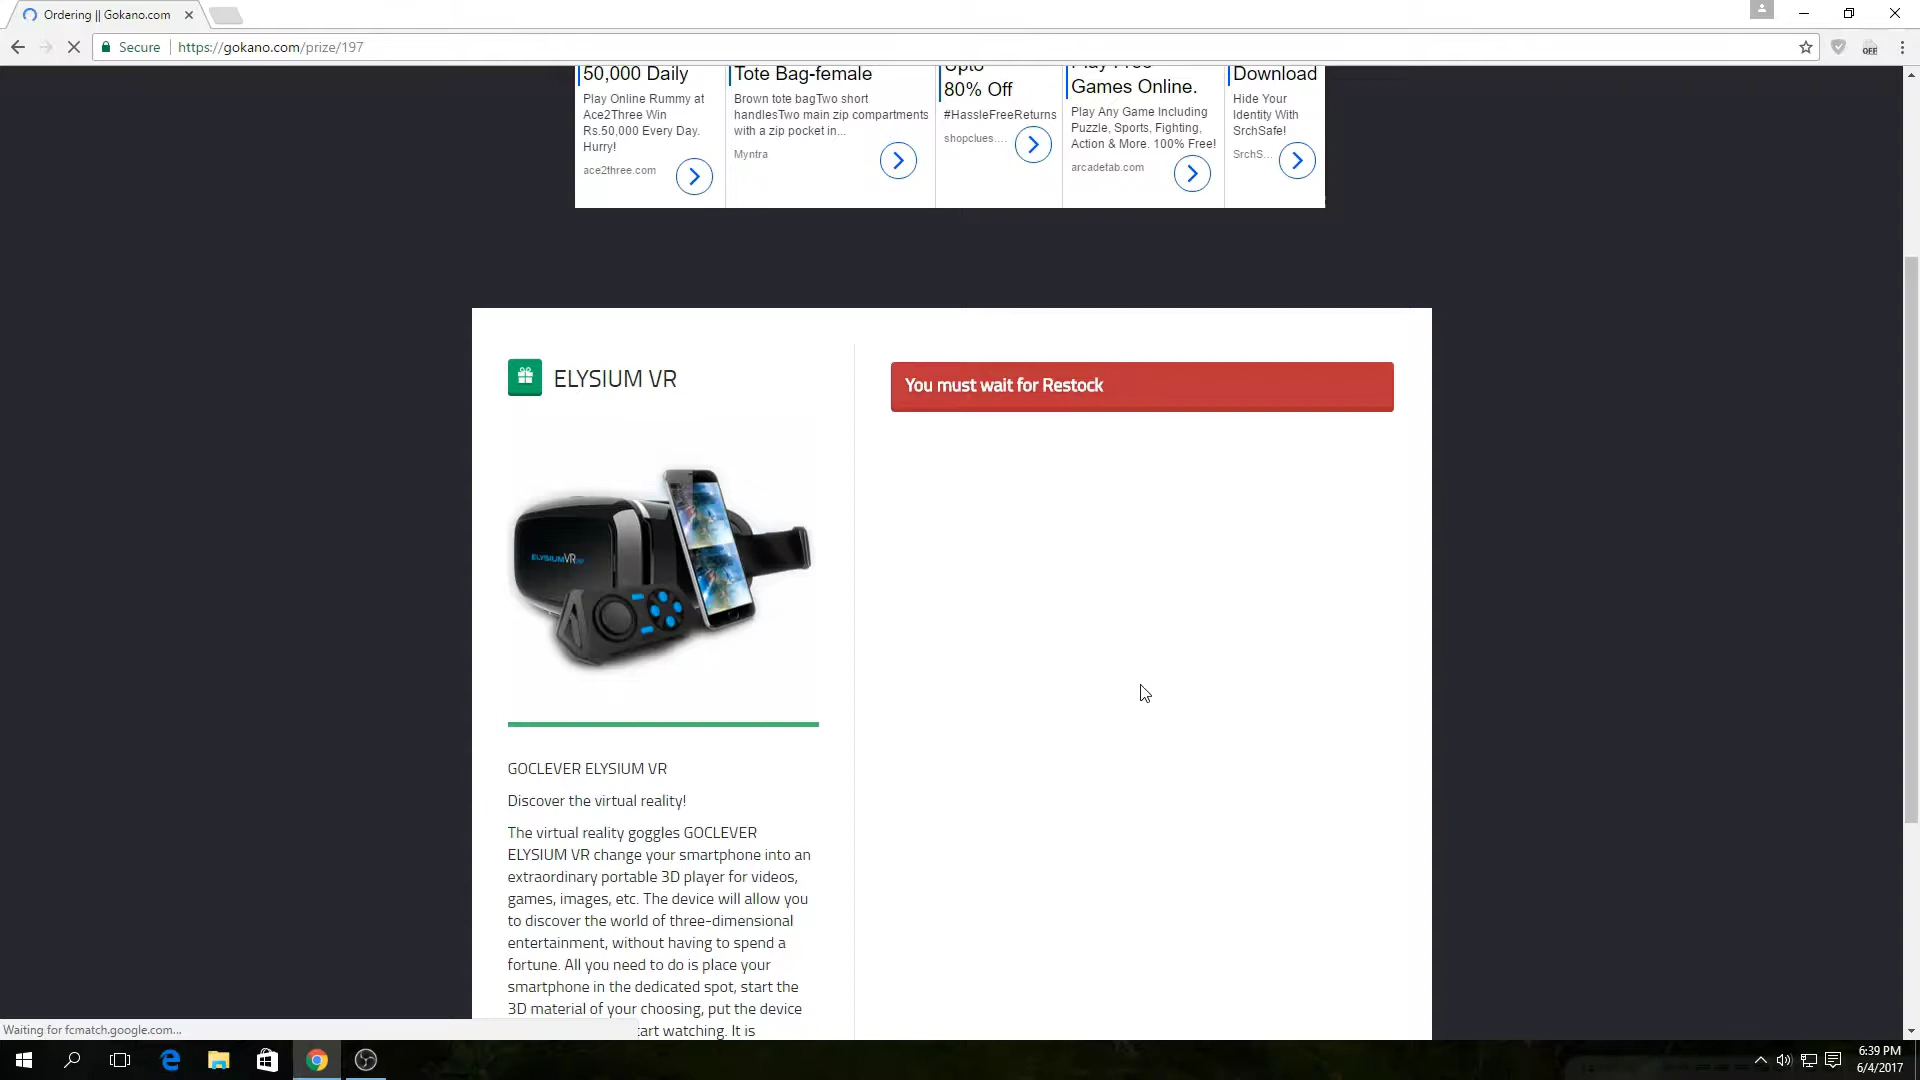 Ordering || Gokano.com
Secure
https://gokano.com/prize/197
OFF
50,000 Daily
Play Online Rummy at
Ace2Three Win
Rs.50,000 Every Day.
Hurry!
ace2three.com
Tote Bag-female
Brown tote bagTwo short
handlesTwo main zip compartments
with a zip pocket in...
Myntra
Upto
80% Off
#HassleFreeReturns
shopclues....
Play Free
Games Online.
Play Any Game Including
Puzzle, Sports, Fighting,
Action & More. 100% Free!
arcadetab.com
Download
Hide Your
Identity With
SrchSafe!
SrchS...
ELYSIUM VR
You must wait for Restock
ELYSIUMVR
GOCLEVER ELYSIUM VR
Discover the virtual reality!
The virtual reality goggles GOCLEVER
ELYSIUM VR change your smartphone into an
extraordinary portable 3D player for videos,
games, images, etc. The device will allow you
to discover the world of three-dimensional
entertainment, without having to spend a
fortune. All you need to do is place your
smartphone in the dedicated spot, start the
3D material of your choosing, put the device
tart watching. It is
Waiting for fcmatch.google.com...
6:39 PM
6/4/2017